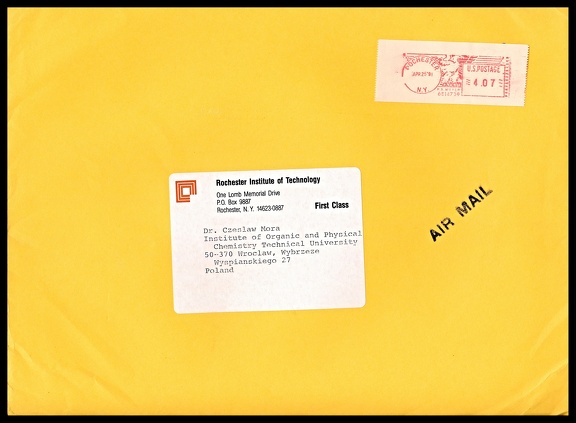 ROCHESTER
N.Y.
U.S. POSTAGE
4.07
AIR MAIL
Rochester Institute of Technology
One Lomb Memorial Drive
P.O. Box 9887
Rochester, N. Y. 14623-0887
First Class
Dr. Czeslaw Mora
Institute of Organic and Physical
Chemistry Technical University
50-370 Wroclaw, Wybrzeze
Wyspianskiego 27
Poland